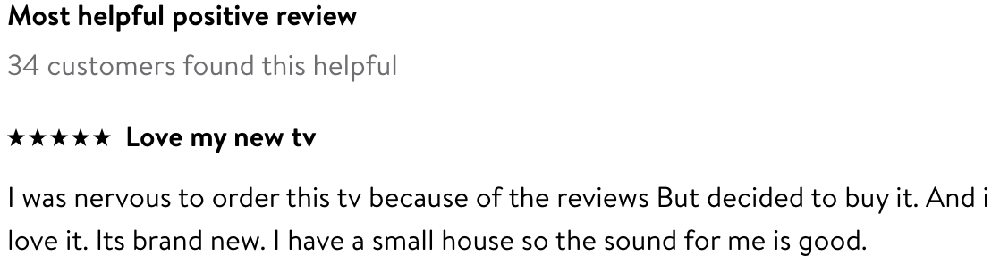 Most helpful positive review
34 customers found this helpful
★★★★★ Love my new tv
I was nervous to order this tv because of the reviews But decided to buy it. And i
love it. Its brand new. I have a small house so the sound for me is good.